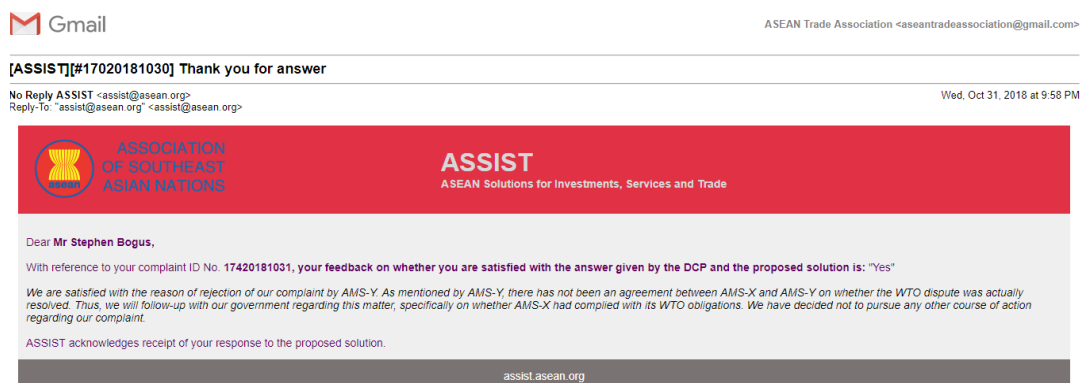 Gmail
ASEAN Trade Association <aseantradeassociation@gmail.com>
[ASSIST][#17020181030] Thank you for answer
No Reply ASSIST <assist@asean.org>
Wed, Oct 31, 2018 at 9:58 PM
Reply-To: "assist@asean.org" <assist@asean.org>
asean
ASSOCIATION
OF SOUTHEAST
ASIAN NATIONS
ASSIST
ASEAN Solutions for Investments, Services and Trade
Dear Mr Stephen Bogus,
With reference to your complaint ID No. 17420181031, your feedback on whether you are satisfied with the answer given by the DCP and the proposed solution is: "Yes"
We are satisfied with the reason of rejection of our complaint by AMS-Y. As mentioned by AMS-Y, there has not been an agreement between AMS-X and AMS-Y on whether the WTO dispute was actually
resolved. Thus, we will follow-up with our government regarding this matter, specifically on whether AMS-X had complied with its WTO obligations. We have decided not to pursue any other course of action
regarding our complaint.
ASSIST acknowledges receipt of your response to the proposed solution.
assist.asean.org